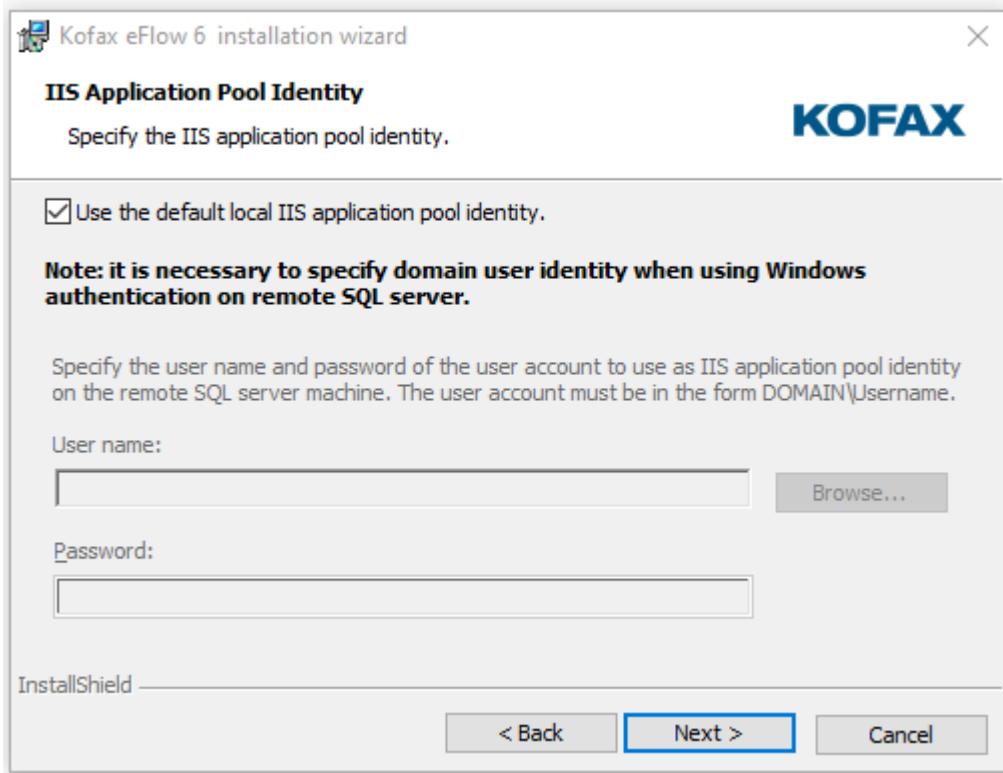 Kofax eFlow 6  installation wizard
IIS Application Pool Identity
Specify the IIS application pool identity.
KOFAX
Use the default local IIS application pool identity.
Note: it is necessary to specify domain user identity when using Windows
authentication on remote SQL server.
Specify the user name and password of the user account to use as IIS application pool identity
on the remote SQL server machine. The user account must be in the form DOMAIN\Username.
User name:
Browse...
Password:
InstallShield
< Back
Next >
Cancel